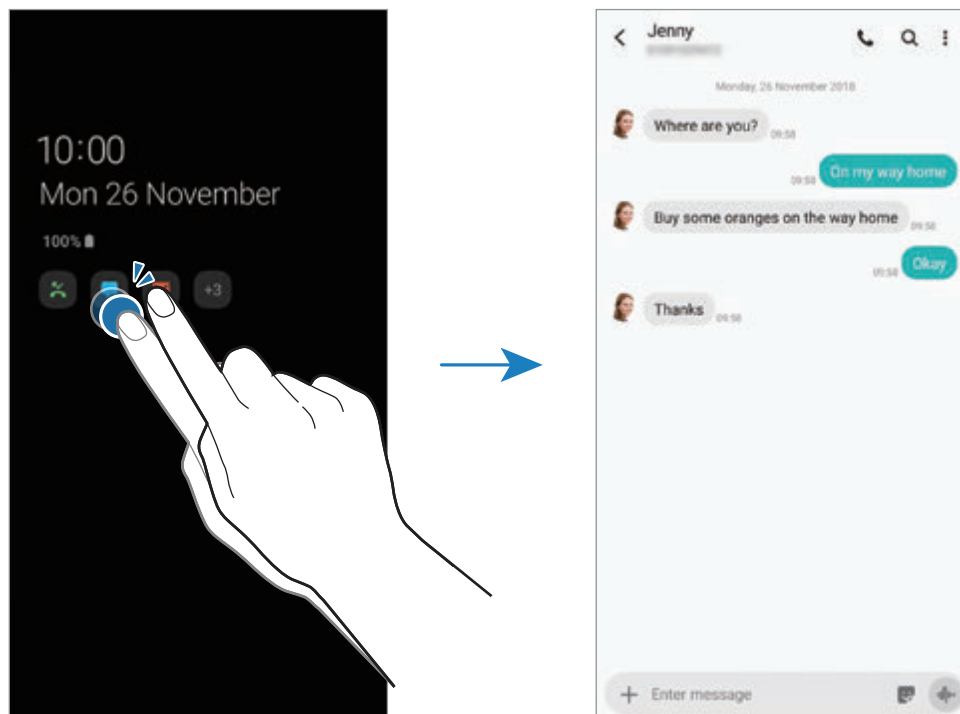 10:00
Mon 26 November
100%
+3
Jenny
Monday, 26 November 2018
Where are you?
09:58
09:58
On my way home
Buy some oranges on the way home
09:58
09:58
Okay
Thanks
09:58
Enter message